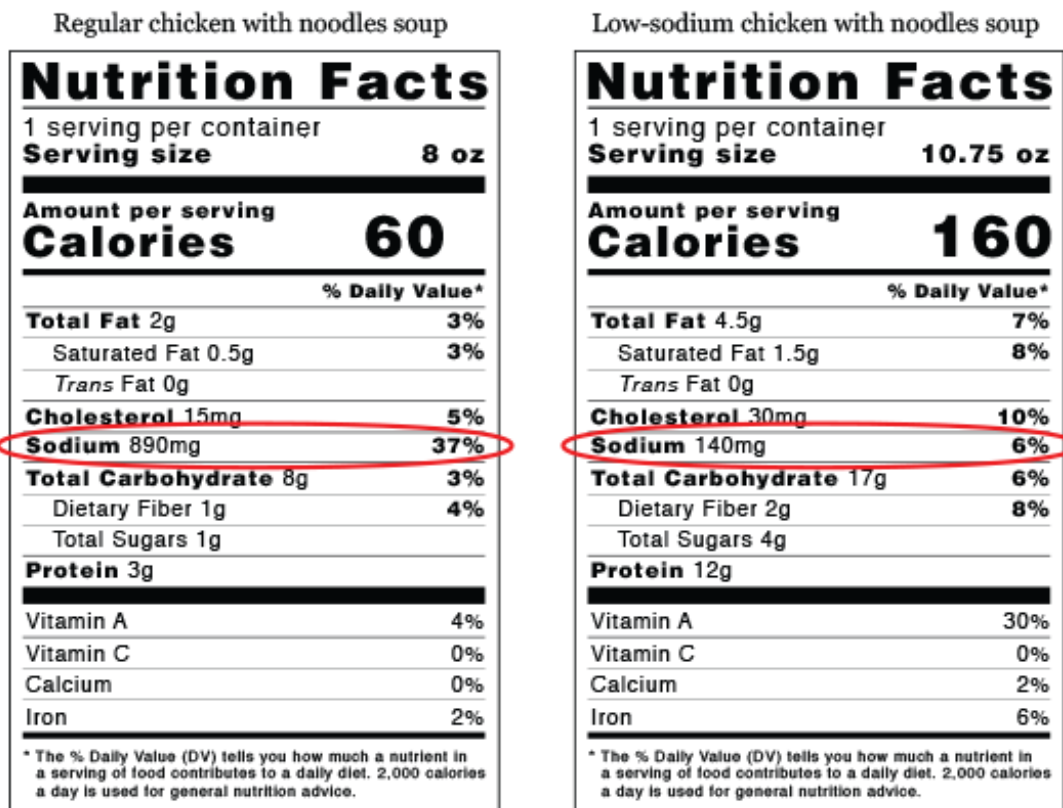 Regular chicken with noodles soup
Nutrition Facts
1 serving per container
Serving size 8 oz
Amount per serving
Calories 60
% Daily Value*
Total Fat 2g 3%
Saturated Fat 0.5g 3%
Trans Fat 0g
Cholesterol 15mg 5%
Sodium 890mg 37%
Total Carbohydrate 8g 3%
Dietary Fiber 1g 4%
Total Sugars 1g
Protein 3g
Vitamin A 4%
Vitamin C 0%
Calcium 0%
Iron 2%
* The % Daily Value (DV) tells you how much a nutrient in
a serving of food contributes to a daily diet. 2,000 calories
a day is used for general nutrition advice.
Low-sodium chicken with noodles soup
Nutrition Facts
1 serving per container
Serving size 10.75 oz
Amount per serving
Calories 160
% Daily Value*
Total Fat 4.5g 7%
Saturated Fat 1.5g 8%
Trans Fat 0g
Cholesterol 30mg 10%
Sodium 140mg 6%
Total Carbohydrate 17g 6%
Dietary Fiber 2g 8%
Total Sugars 4g
Protein 12g
Vitamin A 30%
Vitamin C 0%
Calcium 2%
Iron 6%
* The % Daily Value (DV) tells you how much a nutrient in
a serving of food contributes to a daily diet. 2,000 calories
a day is used for general nutrition advice.